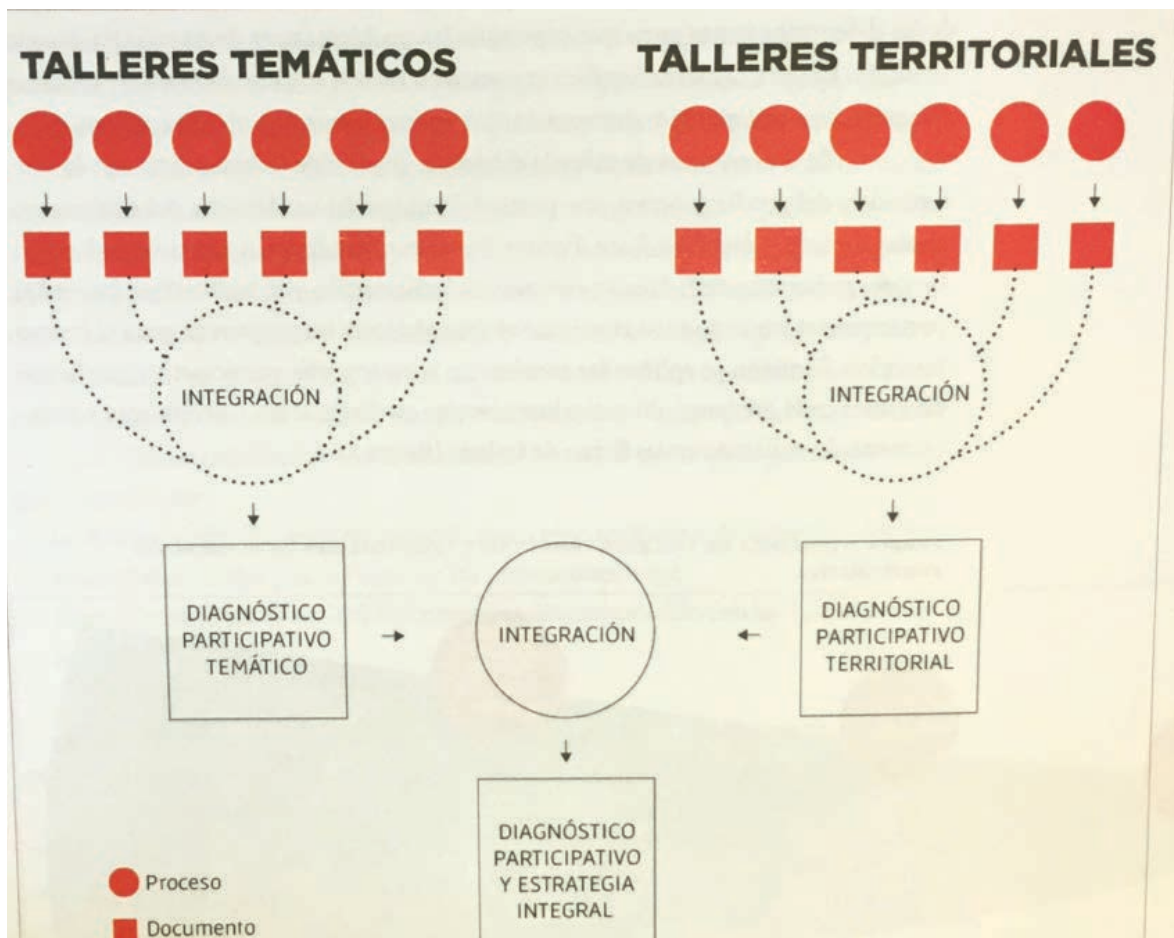 TALLERES TEMÁTICOS
TALLERES TERRITORIALES
INTEGRACIÓN
INTEGRACIÓN
DIAGNÓSTICO
PARTICIPATIVO
TEMÁTICO
INTEGRACIÓN
DIAGNÓSTICO
PARTICIPATIVO
TERRITORIAL
DIAGNÓSTICO
PARTICIPATIVO
Y ESTRATEGIA
INTEGRAL
Proceso
Documento